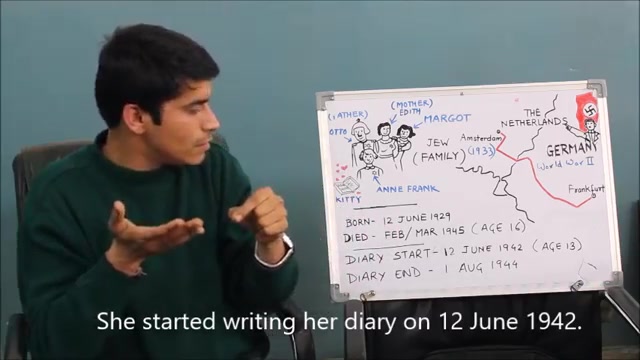 (FATHER)
OTTO
(MOTHER)
EDITH
MARGOT
JEW
(FAMILY)
KITTY
ANNE FRANK
THE
NETHERLANDS
Amsterdam
(1933)
GERMANY
World War II
Frankfurt
BORN- 12 JUNE 1929
DIED - FEB/MAR 1945 (AGE 16)
DIARY START- 12 JUNE 1942 (AGE 13)
DIARY END - 1 AUG 1944
She started writing her diary on 12 June 1942.